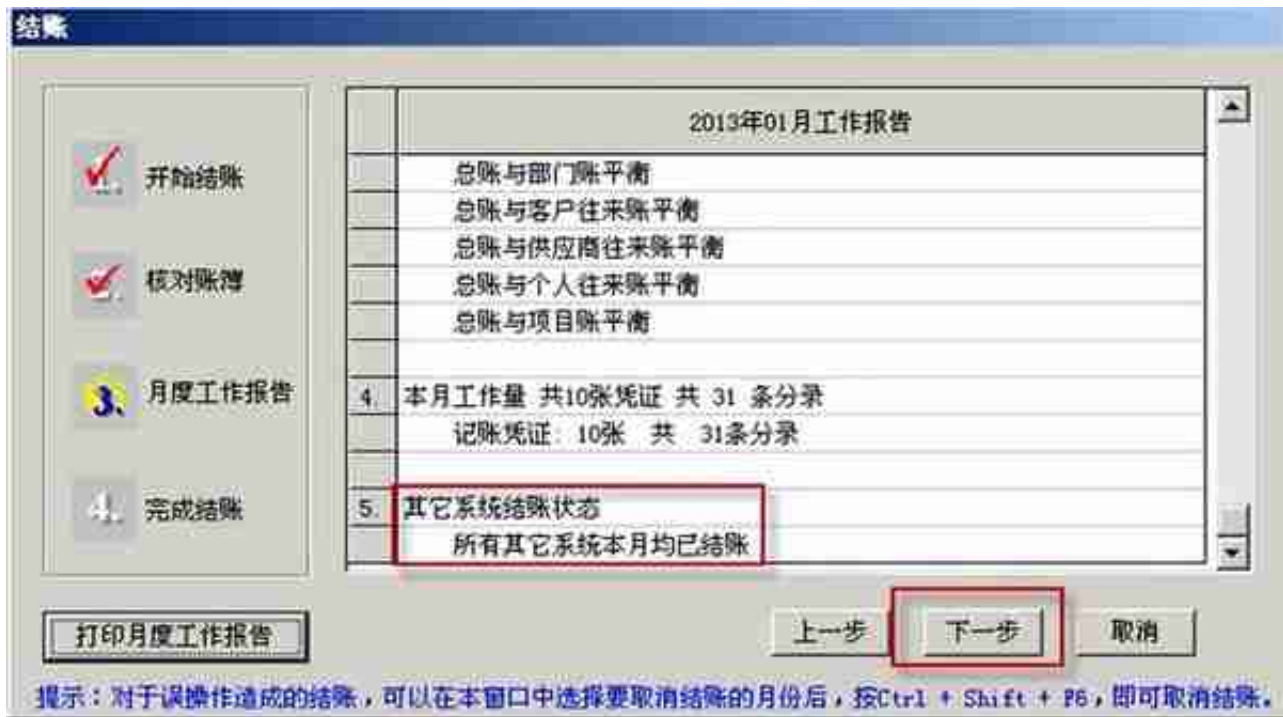 结账
开始结账
核对账簿
3. 月度工作报告
4. 完成结账
2013年01月工作报告
总账与部门账平衡
总账与客户往来账平衡
总账与供应商往来账平衡
总账与个人往来账平衡
总账与项目账平衡
4. 本月工作量 共10张凭证 共 31 条分录
记账凭证: 10张 共 31条分录
5. 其它系统结账状态
所有其它系统本月均已结账
打印月度工作报告
上一步
下一步
取消
提示：对于误操作造成的结账，可以在本窗口中选择要取消结账的月份后，按Ctrl + Shift + F6，即可取消结账。